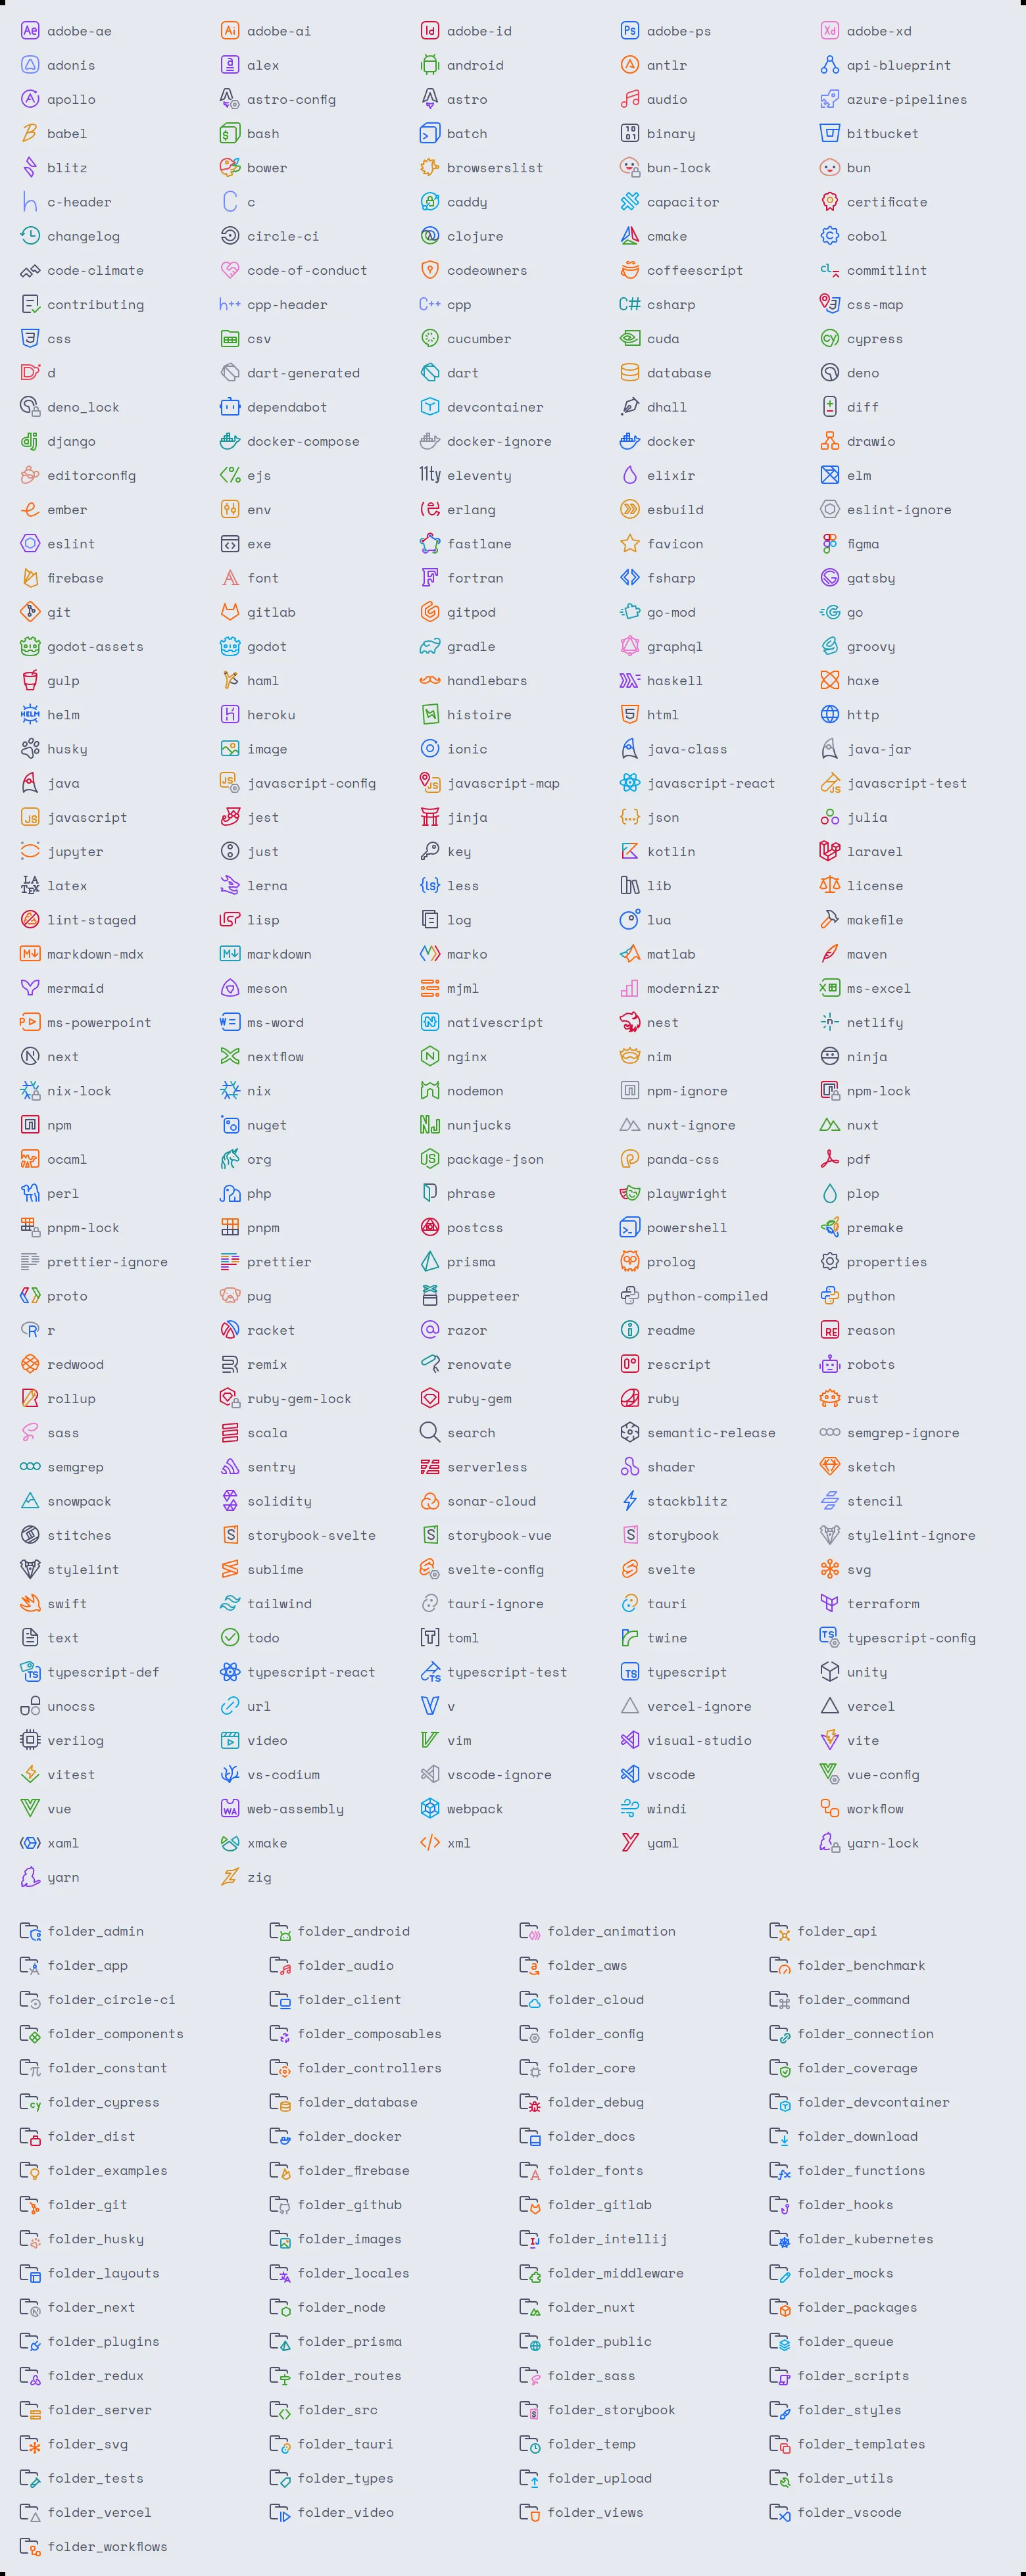 adobe-ae adobe-ai adobe-id adobe-ps adobe-xd
adonis alex android antlr api-blueprint
apollo astro-config astro audio azure-pipelines
babel bash batch binary bitbucket
blitz bower browserslist bun-lock bun
c-header c caddy capacitor certificate
changelog circle-ci clojure cmake cobol
code-climate code-of-conduct codeowners coffeescript commitlint
contributing cpp-header cpp csharp css-map
css csv cucumber cuda cypress
d dart-generated dart database deno
deno_lock dependabot devcontainer dhall diff
django docker-compose docker-ignore docker drawio
editorconfig ejs eleventy elixir elm
ember env erlang esbuild eslint-ignore
eslint exe fastlane favicon figma
firebase font fortran fsharp gatsby
git gitlab gitpod go-mod go
godot-assets godot gradle graphql groovy
gulp haml handlebars haskell haxe
helm heroku histoire html http
husky image ionic java-class java-jar
java javascript-config javascript-map javascript-react javascript-test
javascript jest jinja json julia
jupyter just key kotlin laravel
latex lerna less lib license
lint-staged lisp log lua makefile
markdown-mdx markdown marko matlab maven
mermaid meson mjml modernizr ms-excel
ms-powerpoint ms-word nativescript nest netlify
next nextflow nginx nim ninja
nix-lock nix nodemon npm-ignore npm-lock
npm nuget nunjucks nuxt-ignore nuxt
ocaml org package-json panda-css pdf
perl php phrase playwright plop
pnpm-lock pnpm postcss powershell premake
prettier-ignore prettier prisma prolog properties
proto pug puppeteer python-compiled python
r racket razor readme reason
redwood remix renovate rescript robots
rollup ruby-gem-lock ruby-gem ruby rust
sass scala search semantic-release semgrep-ignore
semgrep sentry serverless shader sketch
snowpack solidity sonar-cloud stackblitz stencil
stitches storybook-svelte storybook-vue storybook stylelint-ignore
stylelint sublime svelte-config svelte svg
swift tailwind tauri-ignore tauri terraform
text todo toml twine typescript-config
typescript-def typescript-react typescript-test typescript unity
unocss url v vercel-ignore vercel
verilog video vim visual-studio vite
vitest vs-codium vscode-ignore vscode vue-config
vue web-assembly webpack windi workflow
xaml xmake xml yaml yarn-lock
yarn zig
folder_admin folder_android folder_animation folder_api
folder_app folder_audio folder_aws folder_benchmark
folder_circle-ci folder_client folder_cloud folder_command
folder_components folder_composables folder_config folder_connection
folder_constant folder_controllers folder_core folder_coverage
folder_cypress folder_database folder_debug folder_devcontainer
folder_dist folder_docker folder_docs folder_download
folder_examples folder_firebase folder_fonts folder_functions
folder_git folder_github folder_gitlab folder_hooks
folder_husky folder_images folder_intellij folder_kubernetes
folder_layouts folder_locales folder_middleware folder_mocks
folder_next folder_node folder_nuxt folder_packages
folder_plugins folder_prisma folder_public folder_queue
folder_redux folder_routes folder_sass folder_scripts
folder_server folder_src folder_storybook folder_styles
folder_svg folder_tauri folder_temp folder_templates
folder_tests folder_types folder_upload folder_utils
folder_vercel folder_video folder_views folder_vscode
folder_workflows